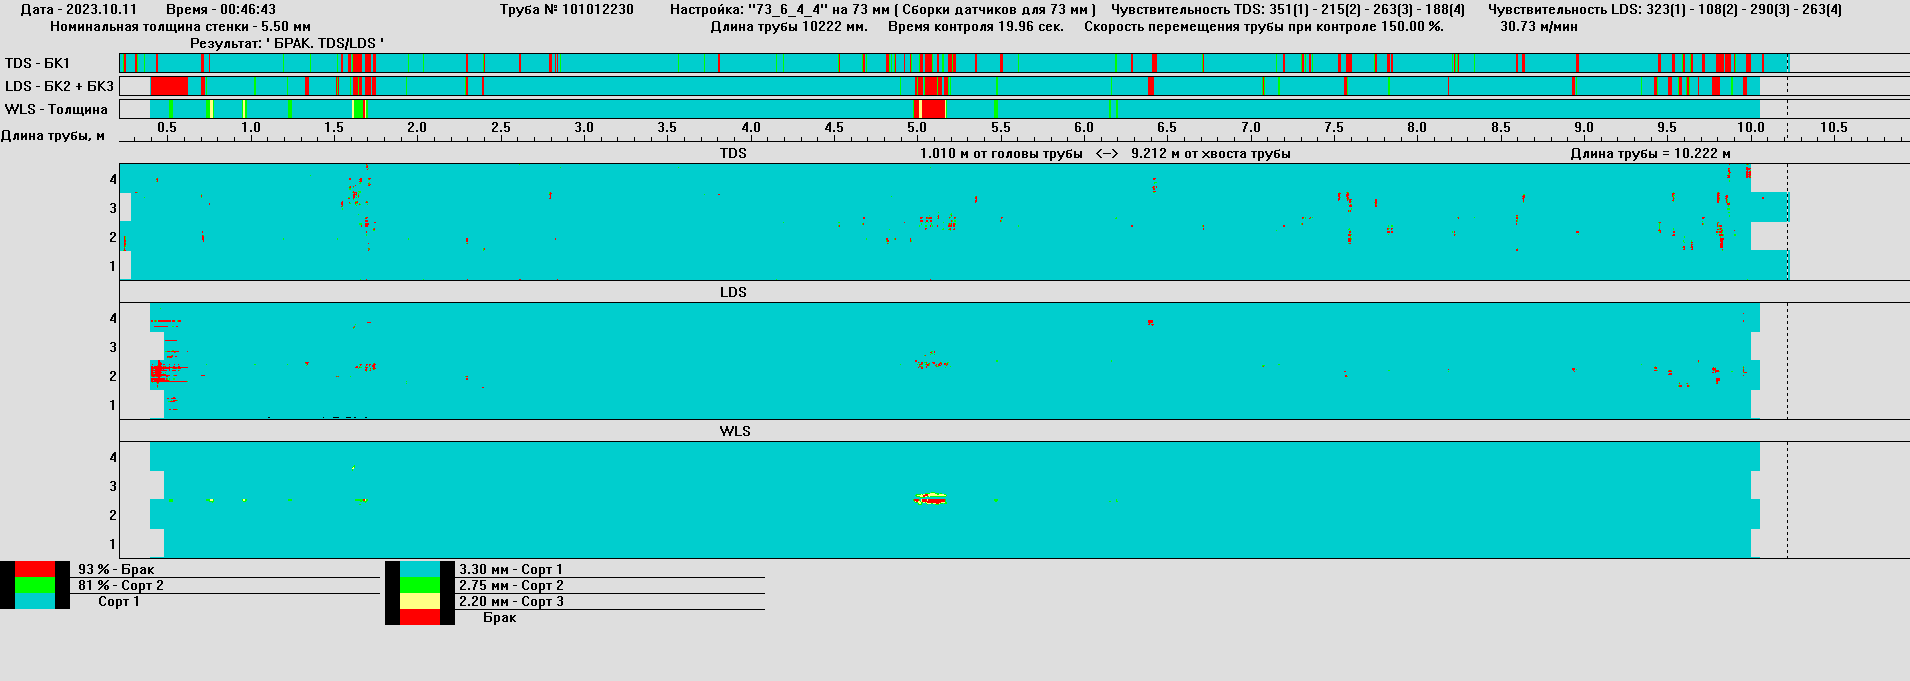 Дата - 2023.10.11 Время - 00:46:43 Труба № 101012230 Настройка: "73_6_4_4" на 73 мм ( Сборки датчиков для 73 мм ) Чувствительность TDS: 351(1) - 215(2) - 263(3) - 188(4) Чувствительность LDS: 323(1) - 108(2) - 290(3) - 263(4)
Номинальная толщина стенки - 5.50 мм Длина трубы 10222 мм. Время контроля 19.96 сек. Скорость перемещения трубы при контроле 150.00 %. 30.73 м/мин
Результат: ' БРАК. TDS/LDS '
TDS - БК1
LDS - БК2 + БК3
WLS - Толщина
Длина трубы, м 0.5 1.0 1.5 2.0 2.5 3.0 3.5 4.0 4.5 5.0 5.5 6.0 6.5 7.0 7.5 8.0 8.5 9.0 9.5 10.0 10.5
TDS 1.010 м от головы трубы <--> 9.212 м от хвоста трубы Длина трубы = 10.222 м
4
3
2
1
LDS
4
3
2
1
WLS
4
3
2
1
93 % - Брак 3.30 мм - Сорт 1
81 % - Сорт 2 2.75 мм - Сорт 2
Сорт 1 2.20 мм - Сорт 3
Брак